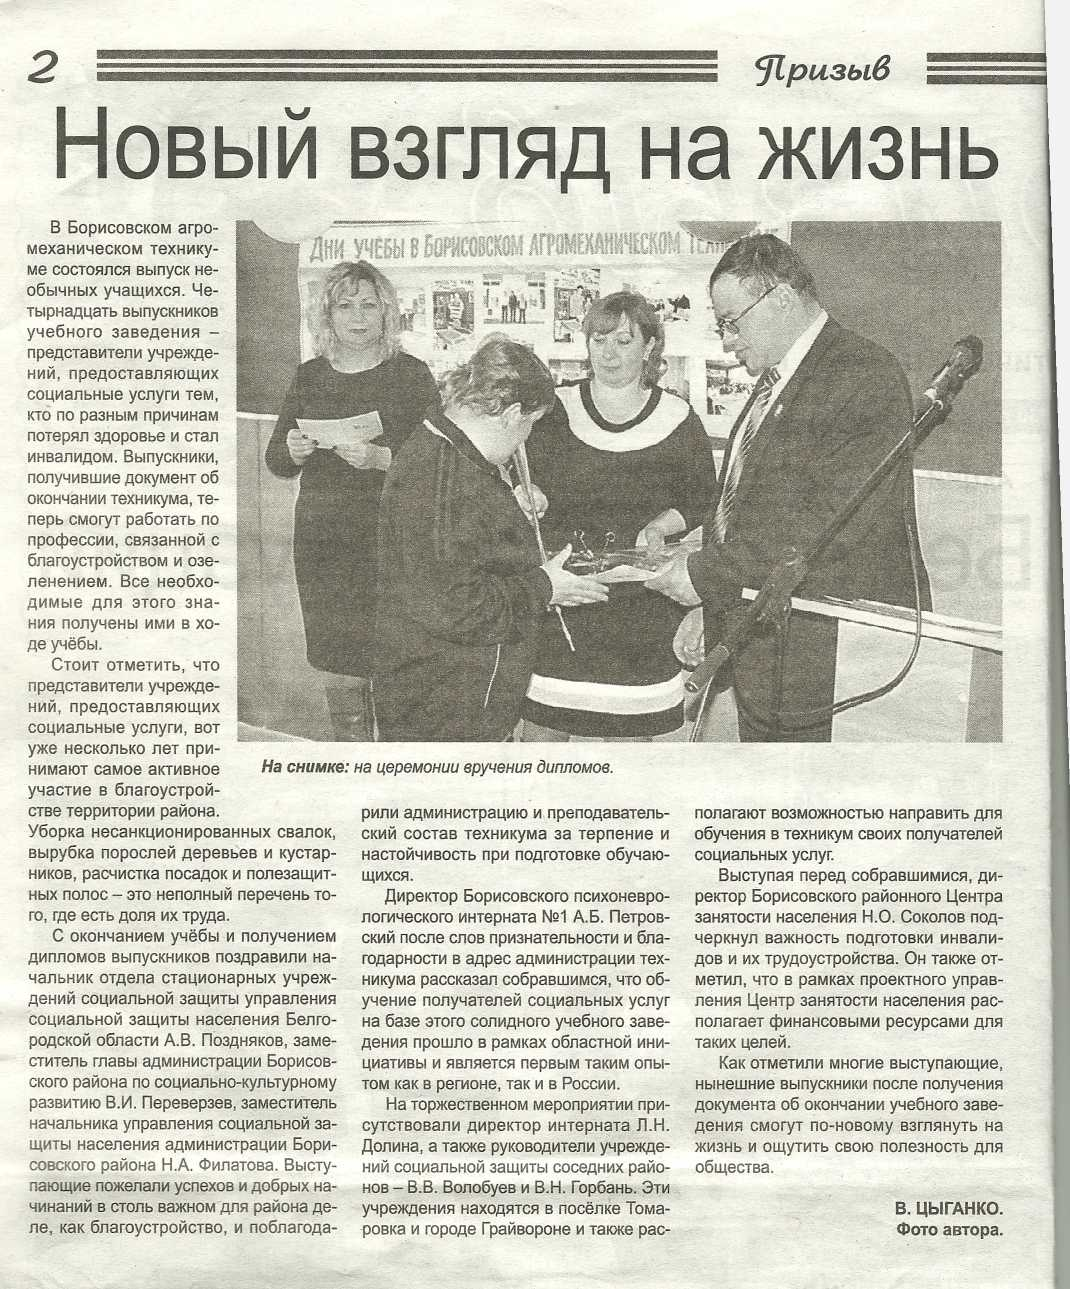 2
Призыв
Новый взгляд на жизнь
В Борисовском агро-
механическом технику-
ме состоялся выпуск не-
обычных учащихся. Че-
тырнадцать выпускников
учебного заведения –
представители учрежде-
ний, предоставляющих
социальные услуги тем,
кто по разным причинам
потерял здоровье и стал
инвалидом. Выпускники,
получившие документ об
окончании техникума, те-
перь смогут работать по
профессии, связанной с
благоустройством и озе-
ленением. Все необхо-
димые для этого зна-
ния получены ими в хо-
де учёбы.
Стоит отметить, что
представители учрежде-
ний, предоставляющих
социальные услуги, вот
уже несколько лет при-
нимают самое активное
участие в благоустрой-
стве территории района.
Уборка несанкционированных свалок,
вырубка порослей деревьев и кустар-
ников, расчистка посадок и полезащит-
ных полос – это неполный перечень то-
го, где есть доля их труда.
С окончанием учёбы и получением
дипломов выпускников поздравили на-
чальник отдела стационарных учреж-
дений социальной защиты управления
социальной защиты населения Белго-
родской области А.В. Поздняков, заме-
ститель главы администрации Борисов-
ского района по социально-культурному
развитию В.И. Переверзев, заместитель
начальника управления социальной за-
щиты населения администрации Бори-
совского района Н.А. Филатова. Высту-
пающие пожелали успехов и добрых на-
чинаний в столь важном для района де-
ле, как благоустройство, и поблагода-
Дни учёбы в Борисовском агромеханическом
На снимке: на церемонии вручения дипломов.
рили администрацию и преподаватель-
ский состав техникума за терпение и
настойчивость при подготовке обучаю-
щихся.
Директор Борисовского психоневро-
логического интерната №1 А.Б. Петров-
ский после слов признательности и бла-
годарности в адрес администрации тех-
никума рассказал собравшимся, что об-
учение получателей социальных услуг
на базе этого солидного учебного заве-
дения прошло в рамках областной ини-
циативы и является первым таким опы-
том как в регионе, так и в России.
На торжественном мероприятии при-
сутствовали директор интерната Л.Н.
Долина, а также руководители учрежде-
ний социальной защиты соседних райо-
нов – В.В. Волобуев и В.Н. Горбань. Эти
учреждения находятся в посёлке Тома-
ровка и городе Грайвороне и также рас-
полагают возможностью направить для
обучения в техникум своих получателей
социальных услуг.
Выступая перед собравшимися, ди-
ректор Борисовского районного Центра
занятости населения Н.О. Соколов под-
черкнул важность подготовки инвали-
дов и их трудоустройства. Он также от-
метил, что в рамках проектного управ-
ления Центр занятости населения рас-
полагает финансовыми ресурсами для
таких целей.
Как отметили многие выступающие,
нынешние выпускники после получения
документа об окончании учебного заве-
дения смогут по-новому взглянуть на
жизнь и ощутить свою полезность для
общества.
В. ЦЫГАНКО.
Фото автора.